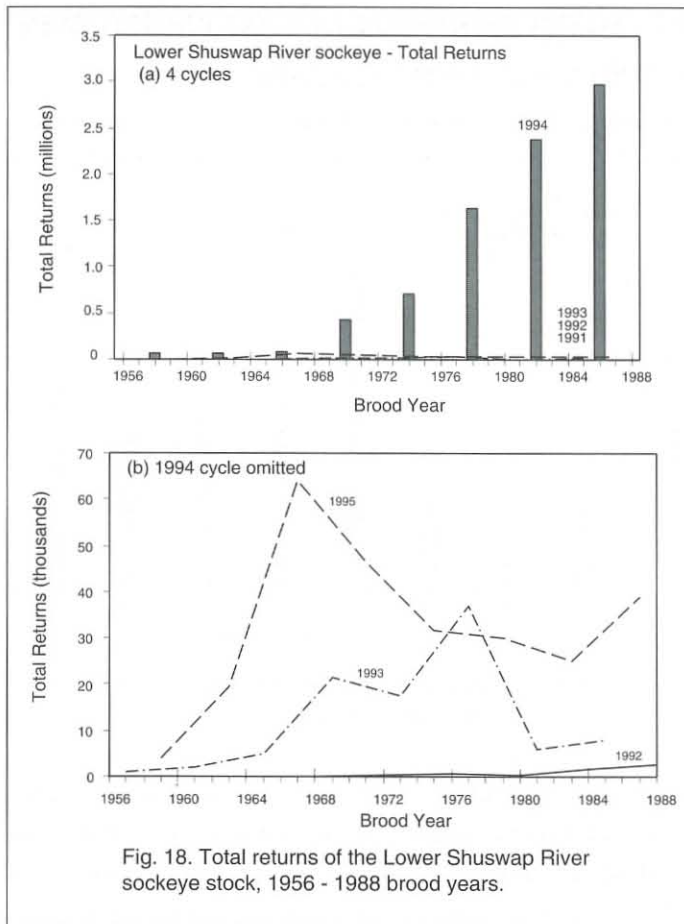 Lower Shuswap River sockeye - Total Returns
(a) 4 cycles
Total Returns (millions)
3.5
3.0
2.5
2.0
1.5
1.0
0.5
0
1994
1993
1992
1991
1956 1960 1964 1968 1972 1976 1980 1984 1988
Brood Year
(b) 1994 cycle omitted
Total Returns (thousands)
70
60
50
40
30
20
10
0
1995
1993
1992
1956 1960 1964 1968 1972 1976 1980 1984 1988
Brood Year
Fig. 18. Total returns of the Lower Shuswap River
sockeye stock, 1956 - 1988 brood years.